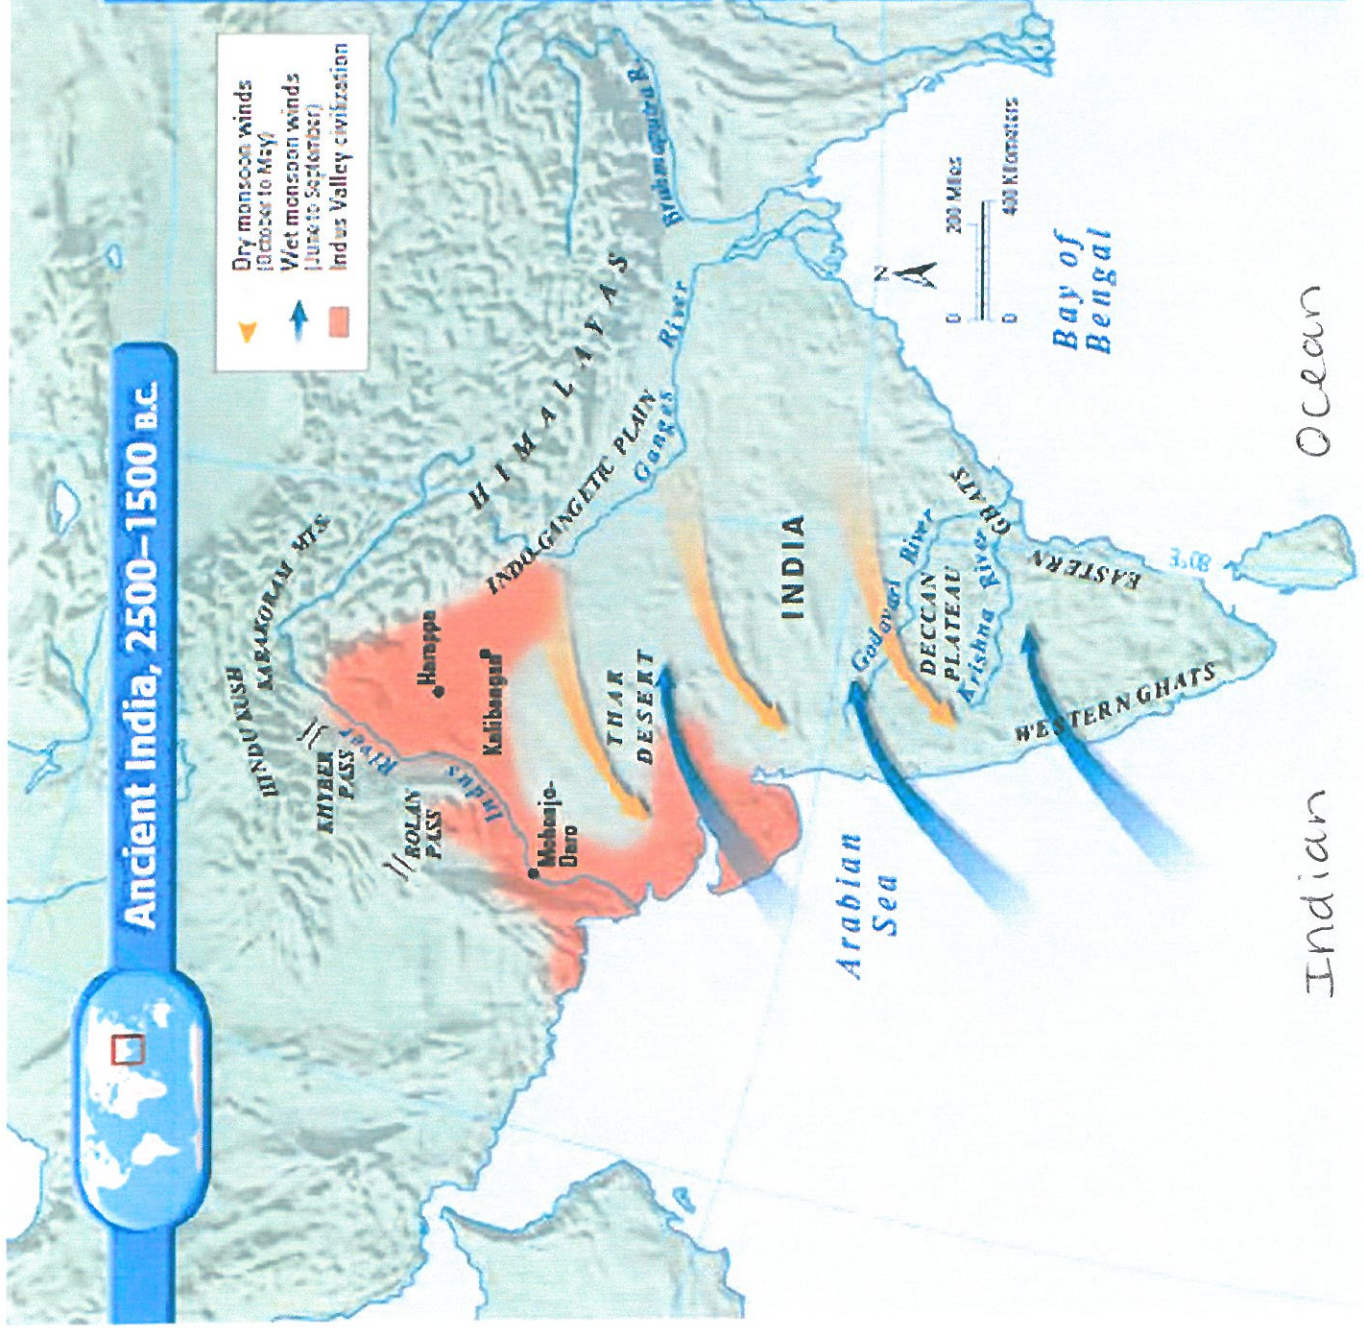 Ancient India, 2500–1500 B.C.
Dry monsoon winds
(October to May)
Wet monsoon winds
(June to September)
Indus Valley civilization
HINDU KUSH
KARAKORAM MTS.
KHYBER
PASS
BOLAN
PASS
Indus River
Harappa
Kalibangan
Mohenjo-
Daro
HIMALAYAS
INDO-GANGETIC PLAIN
Ganges River
Brahmaputra R.
THAR
DESERT
INDIA
Godavari River
DECCAN
PLATEAU
Krishna River
EASTERN GHATS
WESTERN GHATS
Arabian
Sea
Bay of
Bengal
N
0 200 Miles
0 400 Kilometers
80°E
Indian Ocean